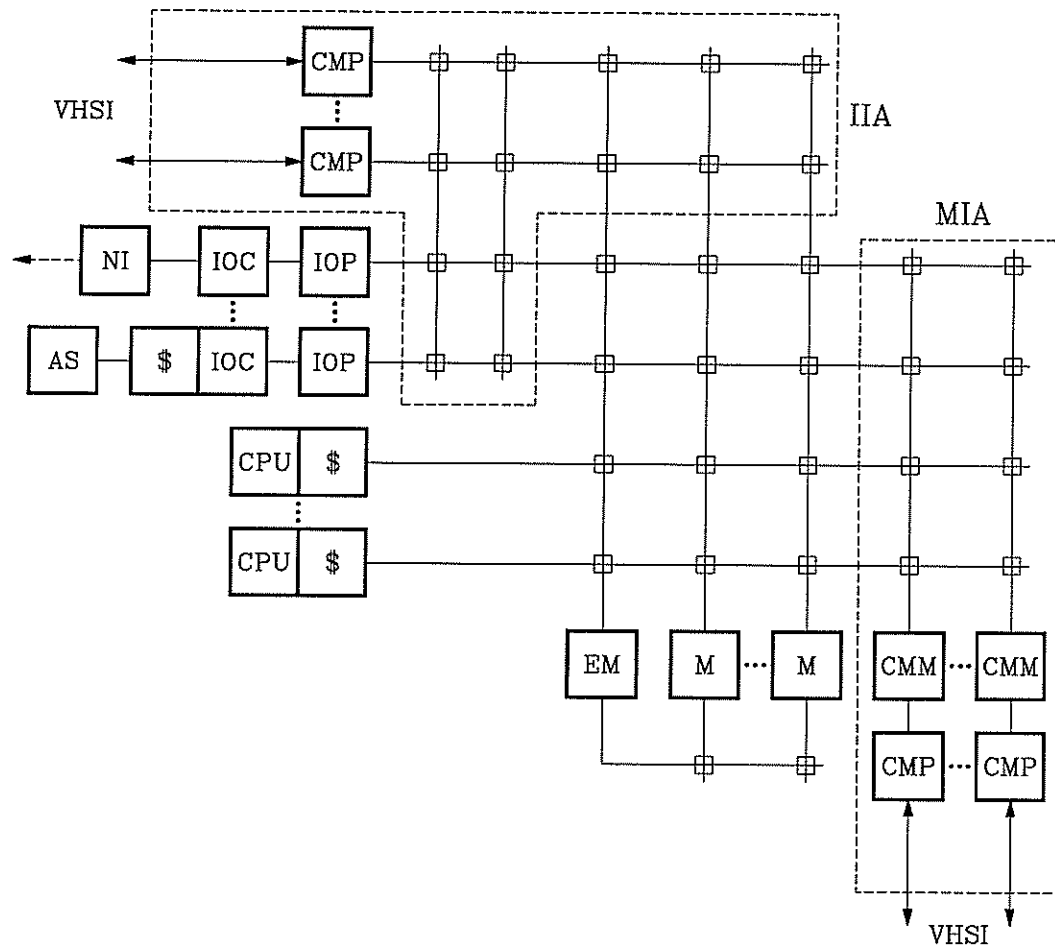 CMP
VHSI
IIA
CMP
MIA
NI IOC IOP
AS $ IOC IOP
CPU $
CPU $
EM M M CMM CMM
CMP CMP
VHSI